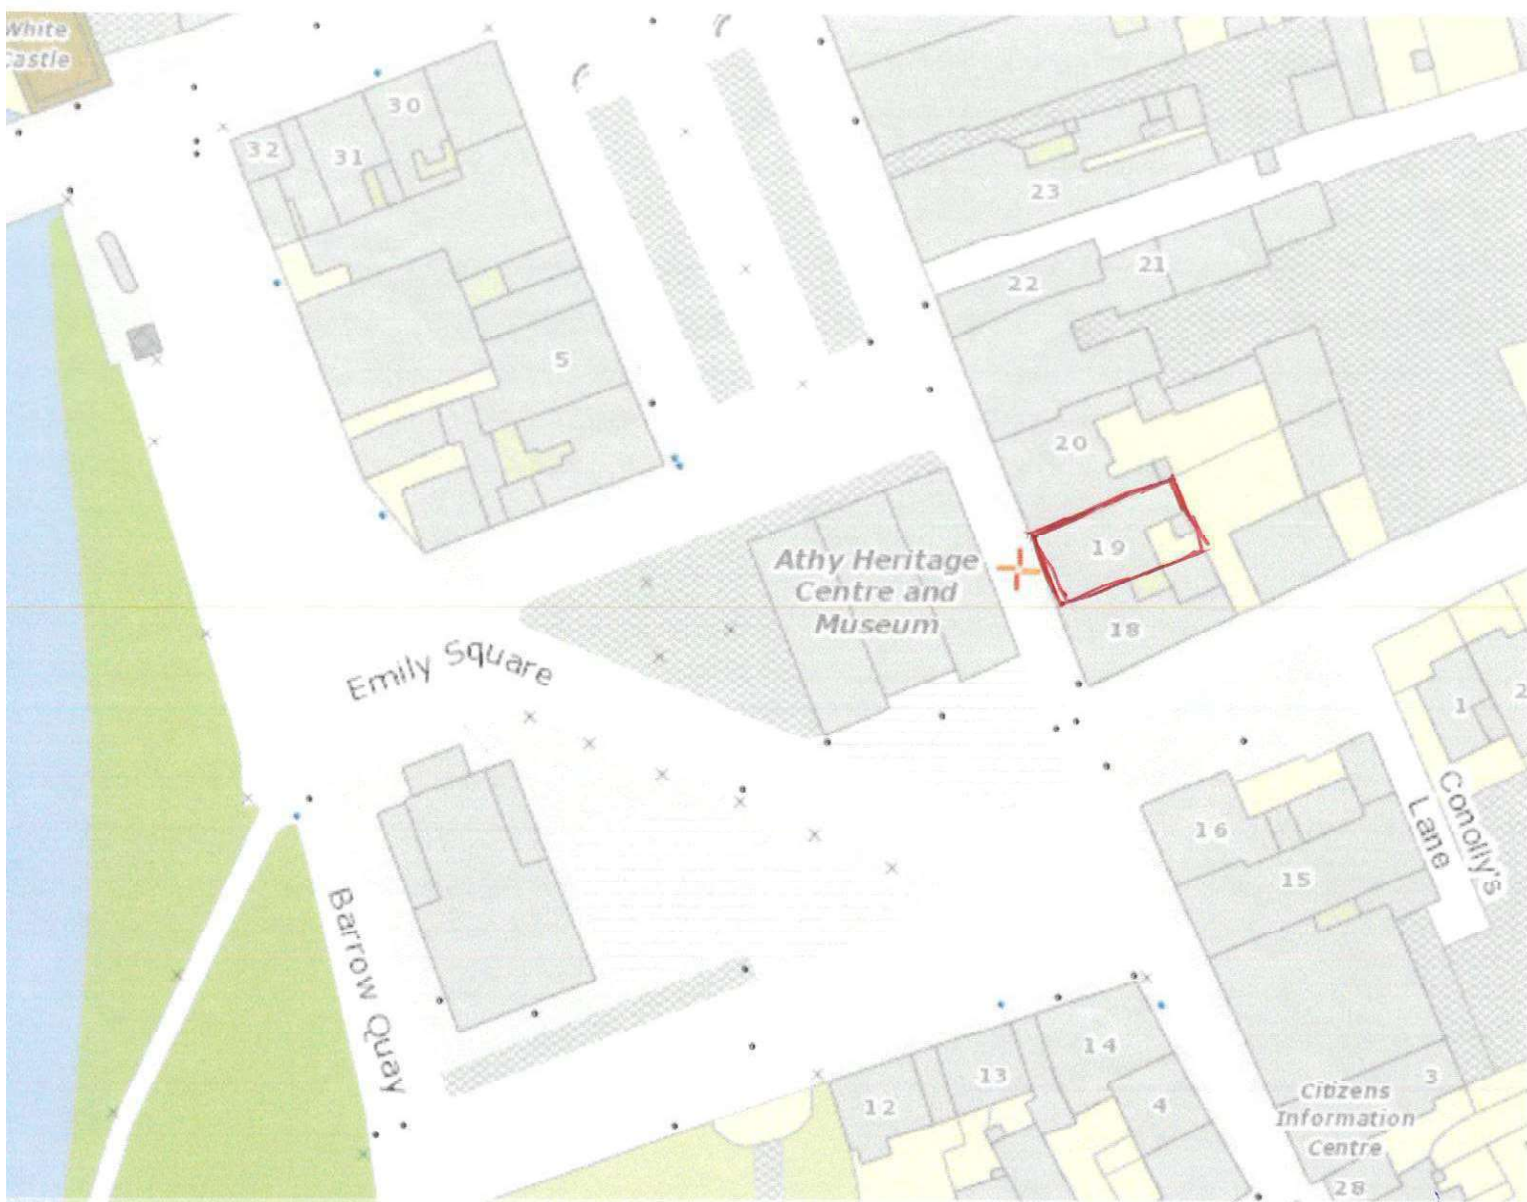 White
Castle
30
32
31
23
21
22
5
20
19
Athy Heritage
Centre and
Museum
18
Emily Square
1
2
Conolly's
Lane
16
15
Barrow Quay
14
13
12
4
3
Citizens
Information
Centre
28